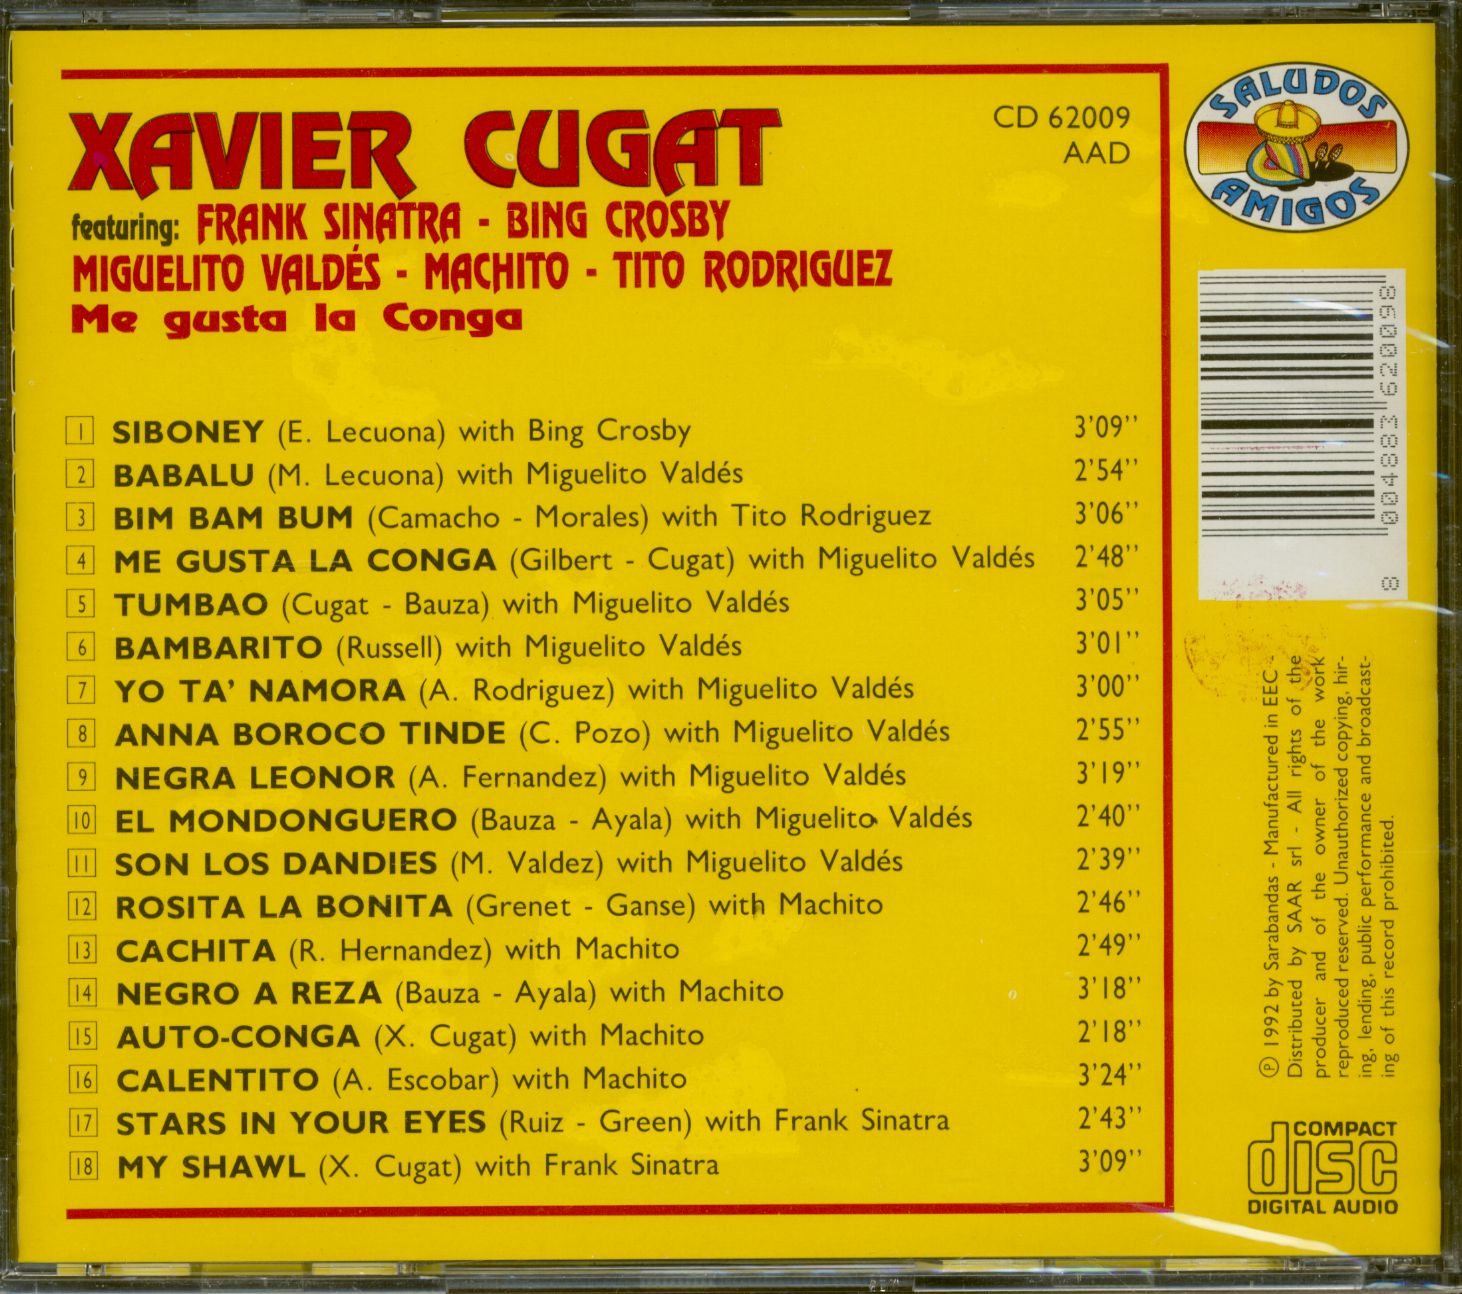 XAVIER CUGAT
featuring: FRANK SINATRA - BING CROSBY
MIGUELITO VALDÉS - MACHITO - TITO RODRIGUEZ
Me gusta la Conga
CD 62009
AAD
SALUDOS
AMIGOS
1 SIBONEY (E. Lecuona) with Bing Crosby 3'09''
2 BABALU (M. Lecuona) with Miguelito Valdés 2'54''
3 BIM BAM BUM (Camacho - Morales) with Tito Rodriguez 3'06''
4 ME GUSTA LA CONGA (Gilbert - Cugat) with Miguelito Valdés 2'48''
5 TUMBAO (Cugat - Bauza) with Miguelito Valdés 3'05''
6 BAMBARITO (Russell) with Miguelito Valdés 3'01''
7 YO TA' NAMORA (A. Rodriguez) with Miguelito Valdés 3'00''
8 ANNA BOROCO TINDE (C. Pozo) with Miguelito Valdés 2'55''
9 NEGRA LEONOR (A. Fernandez) with Miguelito Valdés 3'19''
10 EL MONDONGUERO (Bauza - Ayala) with Miguelito Valdés 2'40''
11 SON LOS DANDIES (M. Valdez) with Miguelito Valdés 2'39''
12 ROSITA LA BONITA (Grenet - Ganse) with Machito 2'46''
13 CACHITA (R. Hernandez) with Machito 2'49''
14 NEGRO A REZA (Bauza - Ayala) with Machito 3'18''
15 AUTO-CONGA (X. Cugat) with Machito 2'18''
16 CALENTITO (A. Escobar) with Machito 3'24''
17 STARS IN YOUR EYES (Ruiz - Green) with Frank Sinatra 2'43''
18 MY SHAWL (X. Cugat) with Frank Sinatra 3'09''
8 004883 620098
℗ 1992 by Sarabandas - Manufactured in EEC -
Distributed by SAAR srl - All rights of the
producer and of the owner of the work
reproduced reserved. Unauthorized copying, hir-
ing, lending, public performance and broadcast-
ing of this record prohibited.
COMPACT
disc
DIGITAL AUDIO